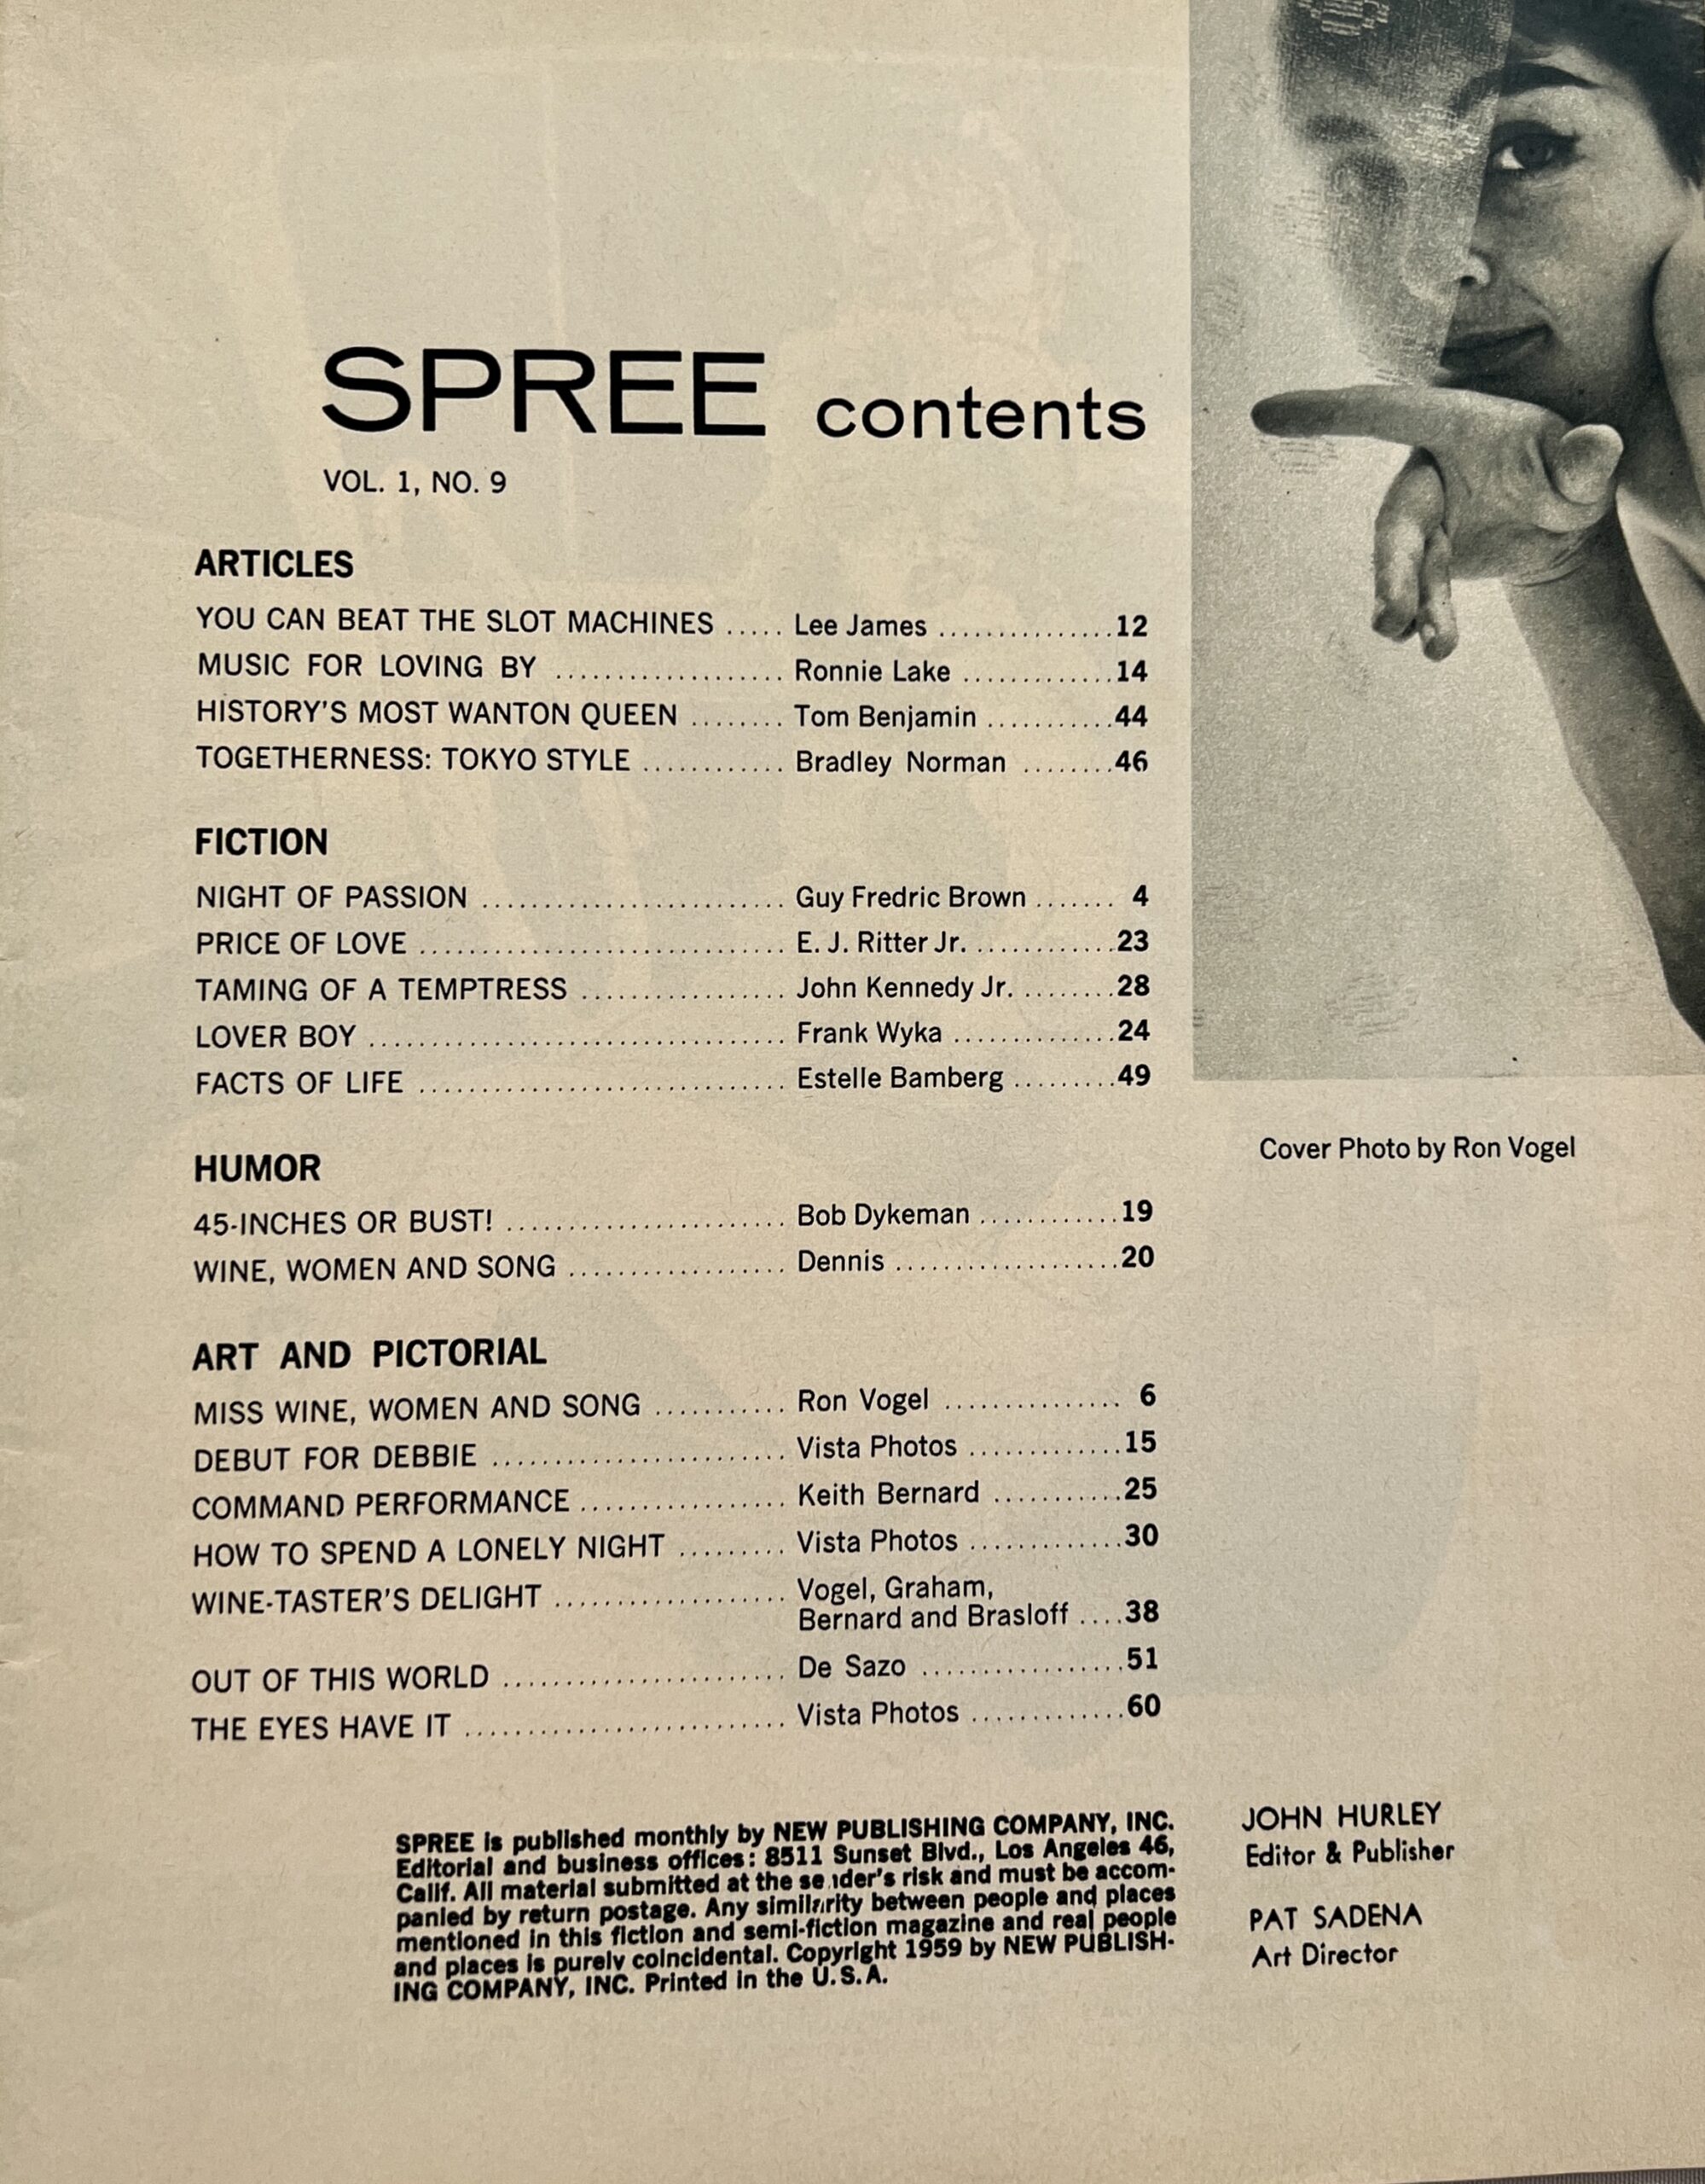 SPREE contents
VOL. 1, NO. 9
ARTICLES
YOU CAN BEAT THE SLOT MACHINES ..... Lee James ............... 12
MUSIC FOR LOVING BY ................... Ronnie Lake ............. 14
HISTORY'S MOST WANTON QUEEN ........ Tom Benjamin ........... 44
TOGETHERNESS: TOKYO STYLE ............ Bradley Norman ........ 46
FICTION
NIGHT OF PASSION ........................ Guy Fredric Brown ....... 4
PRICE OF LOVE ............................. E. J. Ritter Jr. ............ 23
TAMING OF A TEMPTRESS ................. John Kennedy Jr. ........ 28
LOVER BOY ................................. Frank Wyka .............. 24
FACTS OF LIFE ............................. Estelle Bamberg ......... 49
HUMOR
45-INCHES OR BUST! ....................... Bob Dykeman ............ 19
WINE, WOMEN AND SONG .................. Dennis ................... 20
ART AND PICTORIAL
MISS WINE, WOMEN AND SONG ........... Ron Vogel ............... 6
DEBUT FOR DEBBIE ........................ Vista Photos ............. 15
COMMAND PERFORMANCE ................. Keith Bernard ........... 25
HOW TO SPEND A LONELY NIGHT ......... Vista Photos ............. 30
WINE-TASTER'S DELIGHT ................... Vogel, Graham,
Bernard and Brasloff .... 38
OUT OF THIS WORLD ....................... De Sazo ................. 51
THE EYES HAVE IT .......................... Vista Photos ............. 60
Cover Photo by Ron Vogel
SPREE is published monthly by NEW PUBLISHING COMPANY, INC.
Editorial and business offices: 8511 Sunset Blvd., Los Angeles 46,
Calif. All material submitted at the sender's risk and must be accom-
panied by return postage. Any similarity between people and places
mentioned in this fiction and semi-fiction magazine and real people
and places is purely coincidental. Copyright 1959 by NEW PUBLISH-
ING COMPANY, INC. Printed in the U.S.A.
JOHN HURLEY
Editor & Publisher
PAT SADENA
Art Director